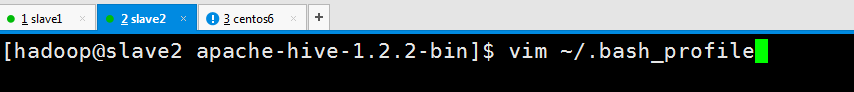 1 slave1 × 2 slave2 × 3 centos6 × +
[hadoop@slave2 apache-hive-1.2.2-bin]$ vim ~/.bash_profile